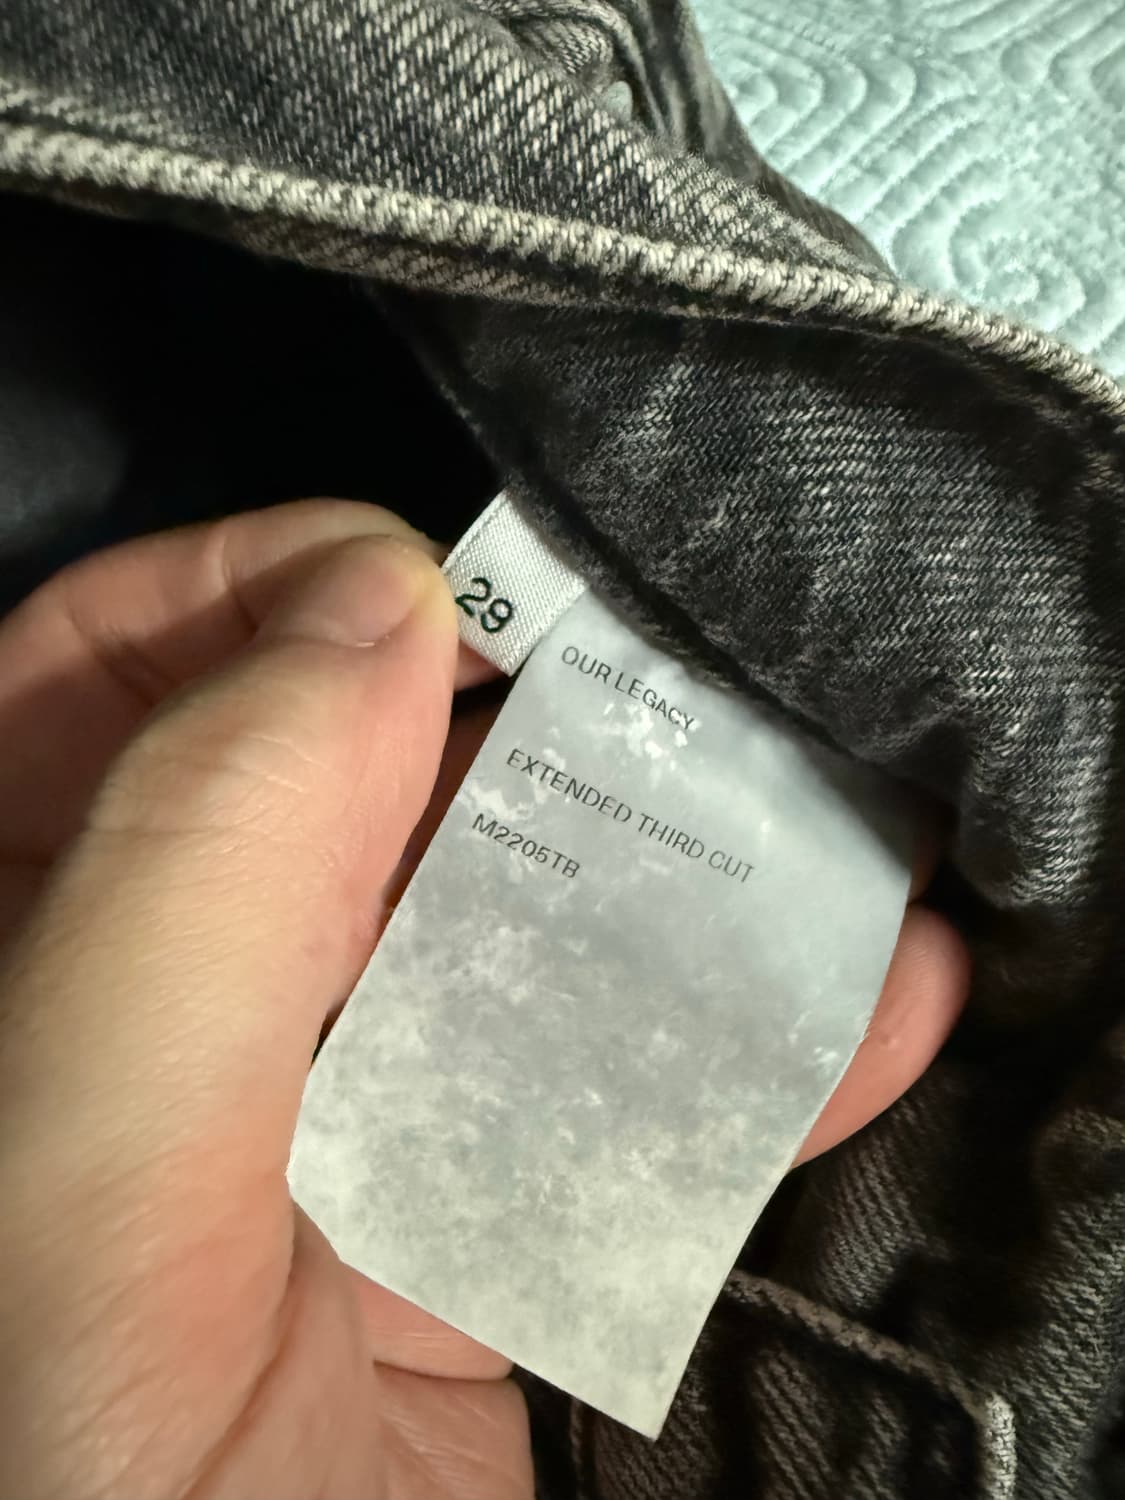 29
OUR LEGACY
EXTENDED THIRD CUT
M2205TB